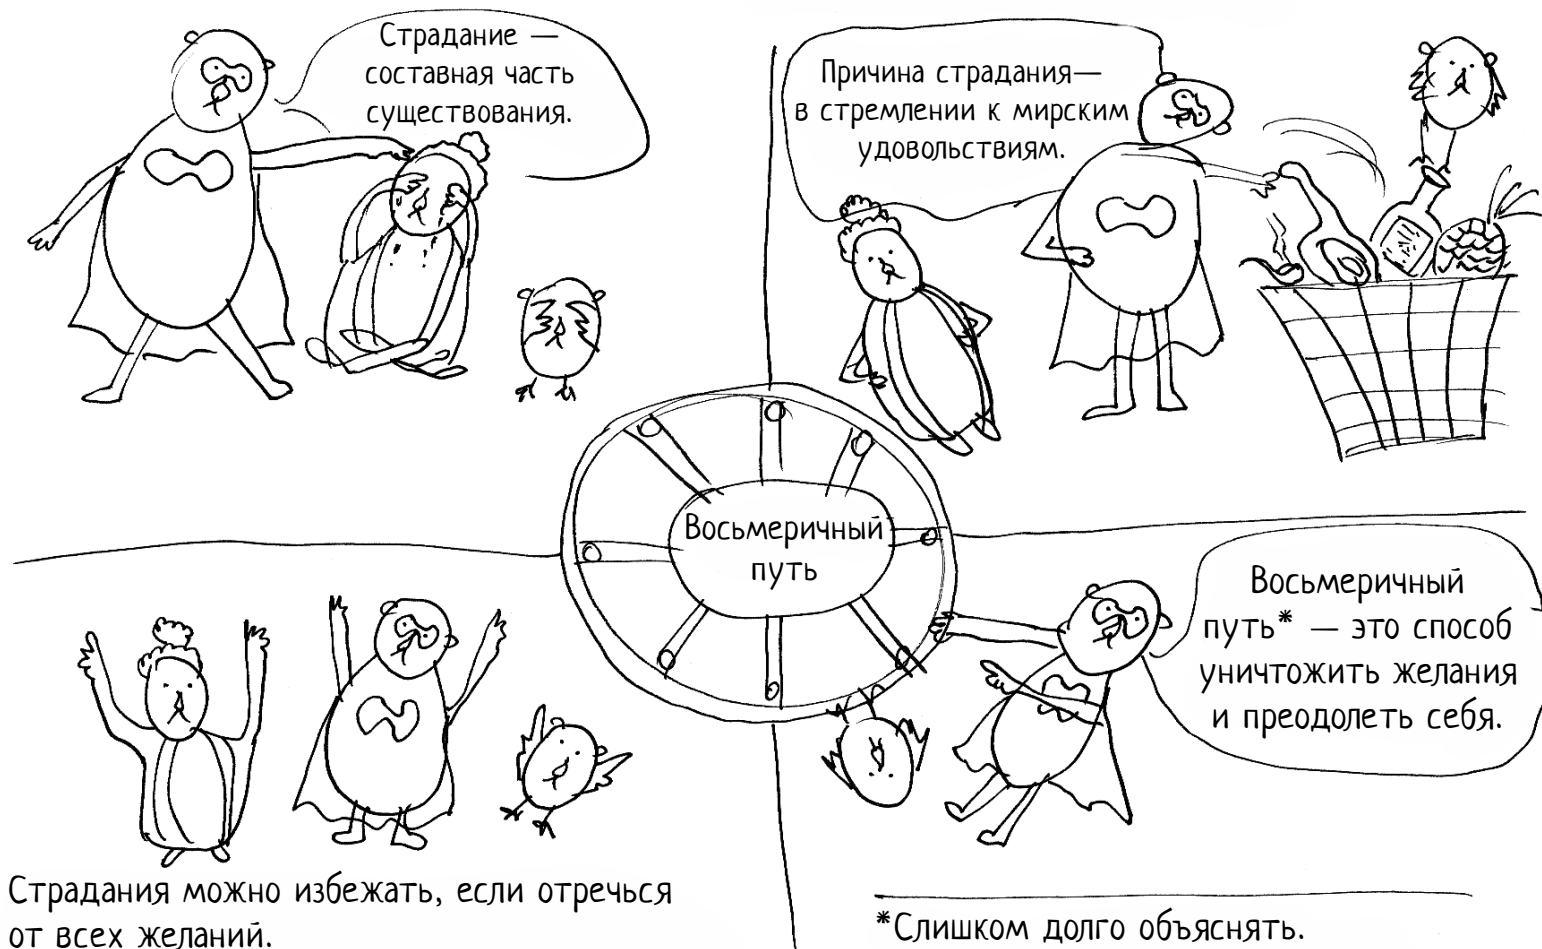 Страдание —
составная часть
существования.
Причина страдания—
в стремлении к мирским
удовольствиям.
Восьмеричный
путь
Восьмеричный
путь* — это способ
уничтожить желания
и преодолеть себя.
Страдания можно избежать, если отречься
от всех желаний.
*Слишком долго объяснять.